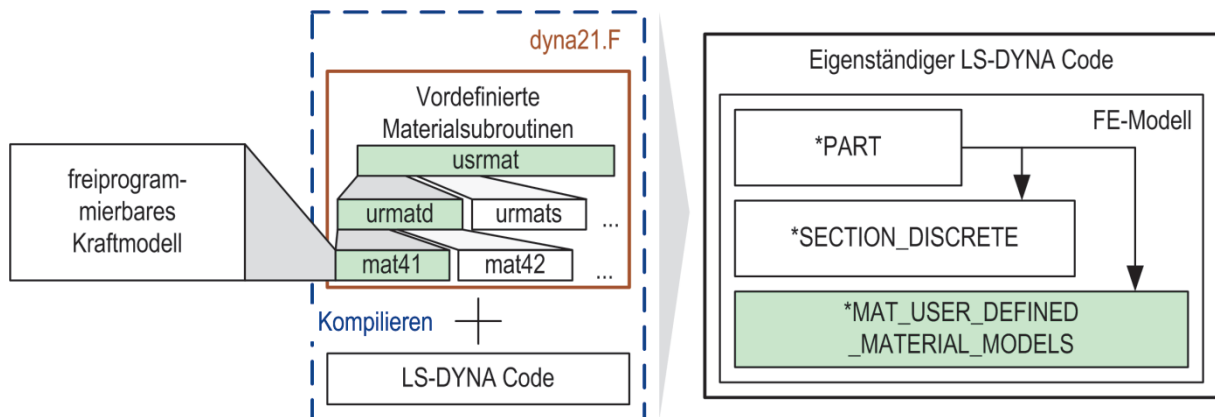 freiprogram-
mierbares
Kraftmodell
dyna21.F
Vordefinierte
Materialsubroutinen
usrmat
urmatd
urmats
...
mat41
mat42
...
Kompilieren
LS-DYNA Code
Eigenständiger LS-DYNA Code
FE-Modell
*PART
*SECTION_DISCRETE
*MAT_USER_DEFINED
_MATERIAL_MODELS